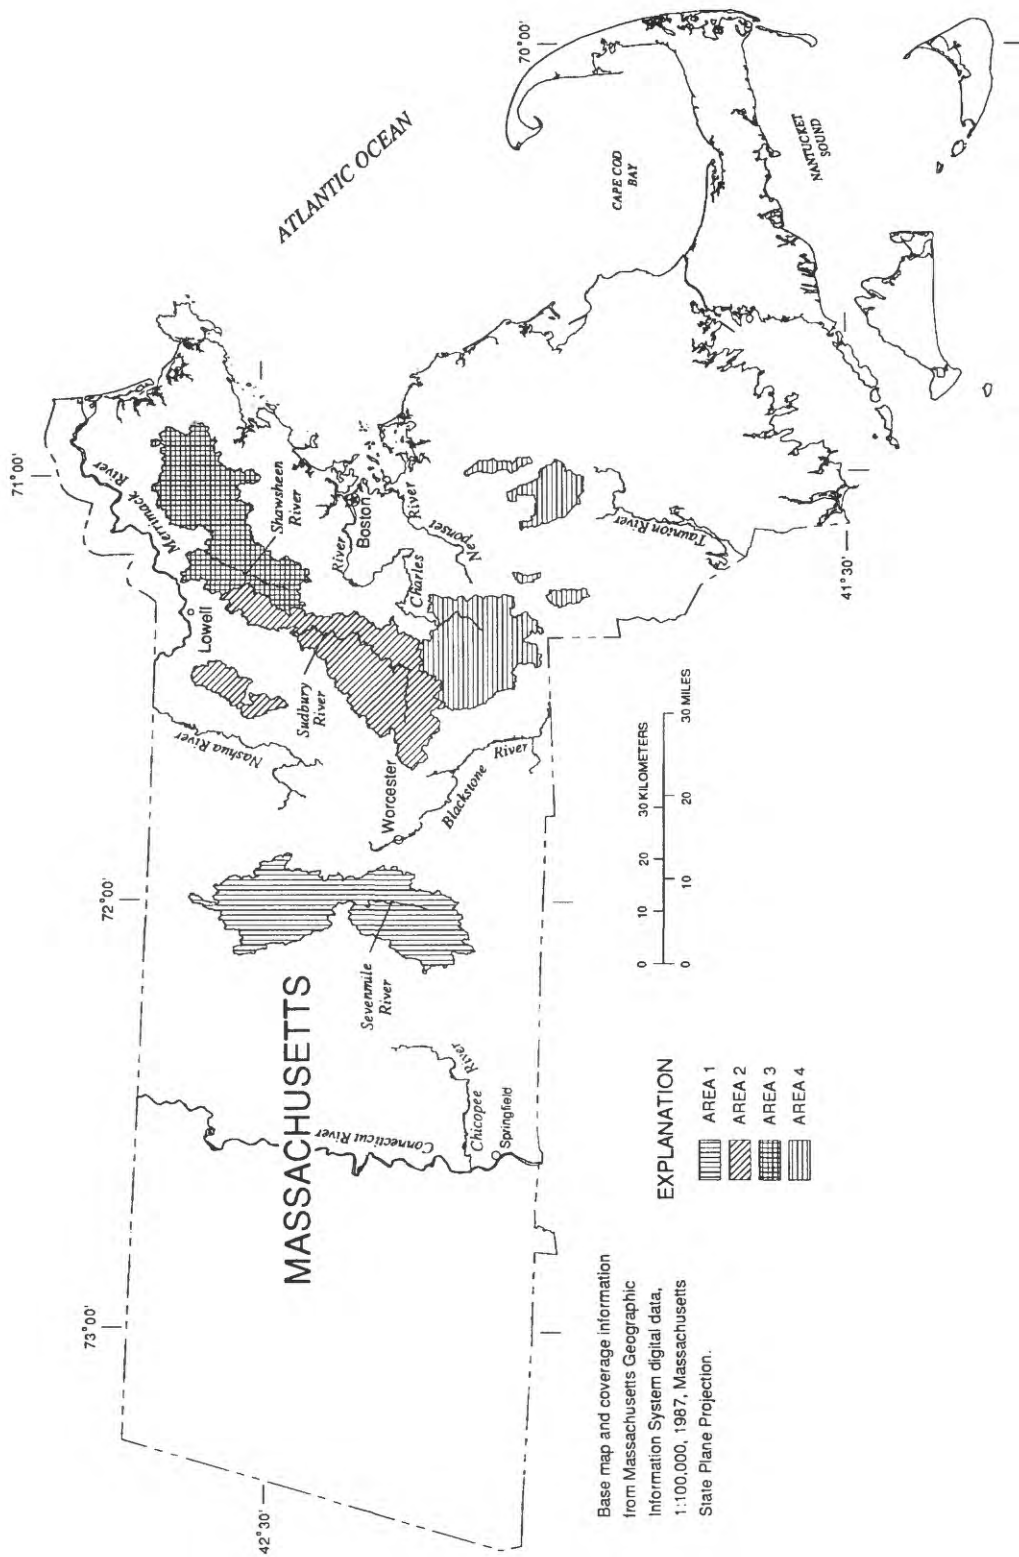 ATLANTIC OCEAN
CAPE COD
BAY
NANTUCKET
SOUND
70°00'
71°00'
72°00'
73°00'
42°30'
41°30'
MASSACHUSETTS
Merrimack River
Shawsheen
River
Lowell
Nashua River
Sudbury
River
Boston
River
Charles
Neponset
River
Taunton River
Worcester
Blackstone
River
Sevenmile
River
Connecticut River
Chicopee
River
Springfield
0 10 20 30 KILOMETERS
0 10 20 30 MILES
EXPLANATION
AREA 1
AREA 2
AREA 3
AREA 4
Base map and coverage information
from Massachusetts Geographic
Information System digital data,
1:100,000, 1987, Massachusetts
State Plane Projection.